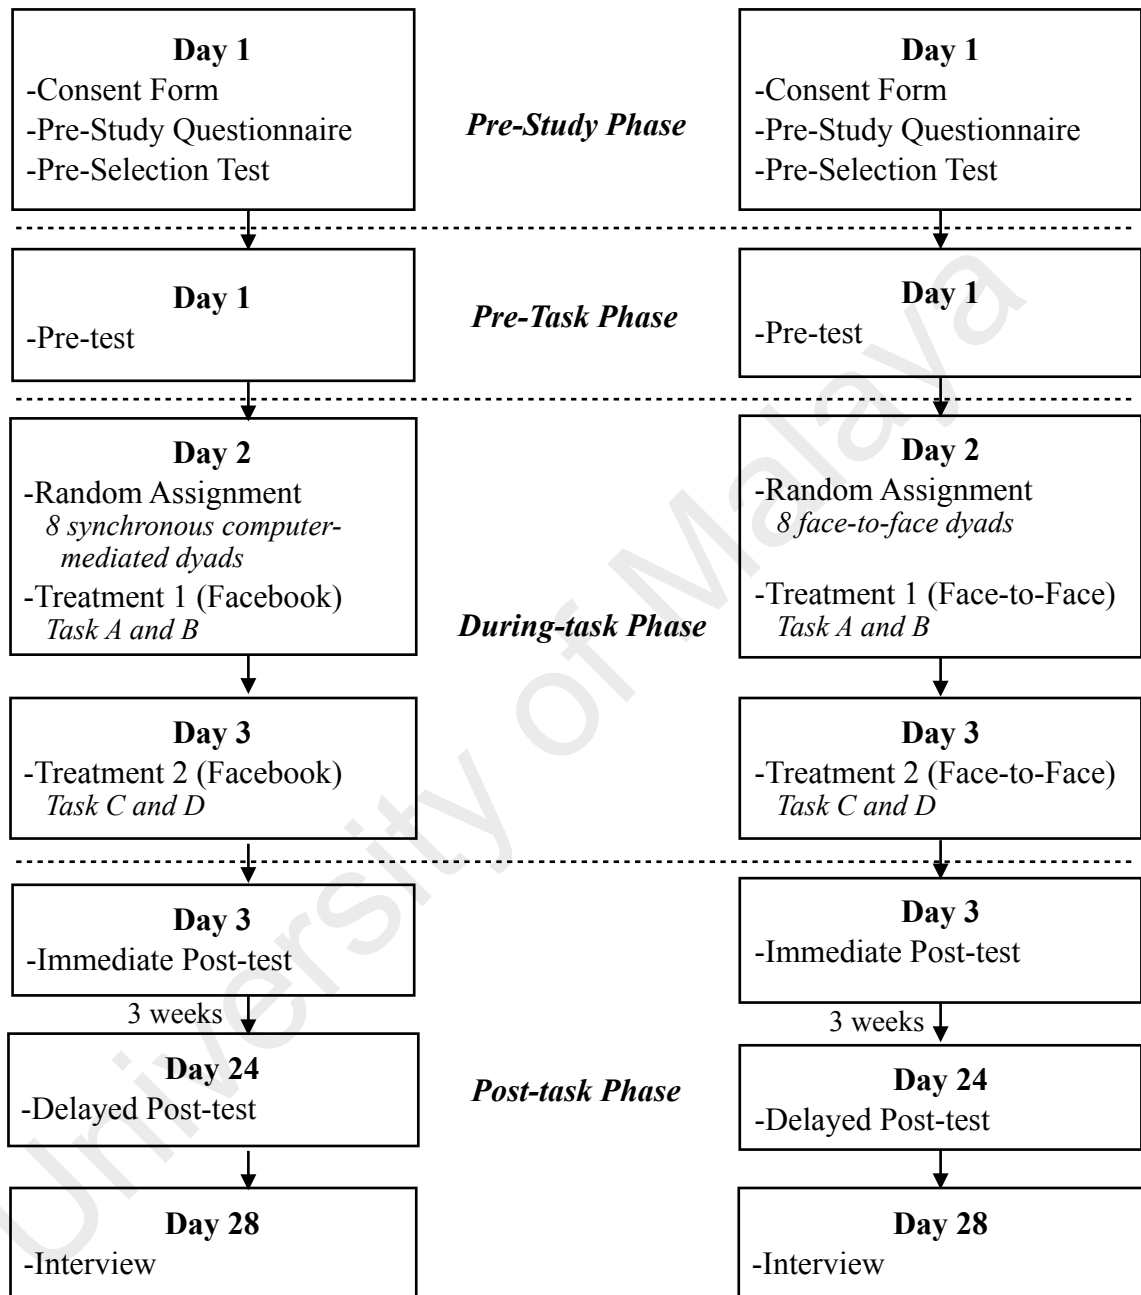 Day 1
-Consent Form
-Pre-Study Questionnaire
-Pre-Selection Test
Pre-Study Phase
Day 1
-Consent Form
-Pre-Study Questionnaire
-Pre-Selection Test
Day 1
-Pre-test
Pre-Task Phase
Day 1
-Pre-test
Day 2
-Random Assignment
8 synchronous computer-
mediated dyads
-Treatment 1 (Facebook)
Task A and B
During-task Phase
Day 2
-Random Assignment
8 face-to-face dyads
-Treatment 1 (Face-to-Face)
Task A and B
Day 3
-Treatment 2 (Facebook)
Task C and D
Day 3
-Treatment 2 (Face-to-Face)
Task C and D
Day 3
-Immediate Post-test
3 weeks
Day 24
-Delayed Post-test
Day 28
-Interview
Post-task Phase
Day 3
-Immediate Post-test
3 weeks
Day 24
-Delayed Post-test
Day 28
-Interview
University of Malaya